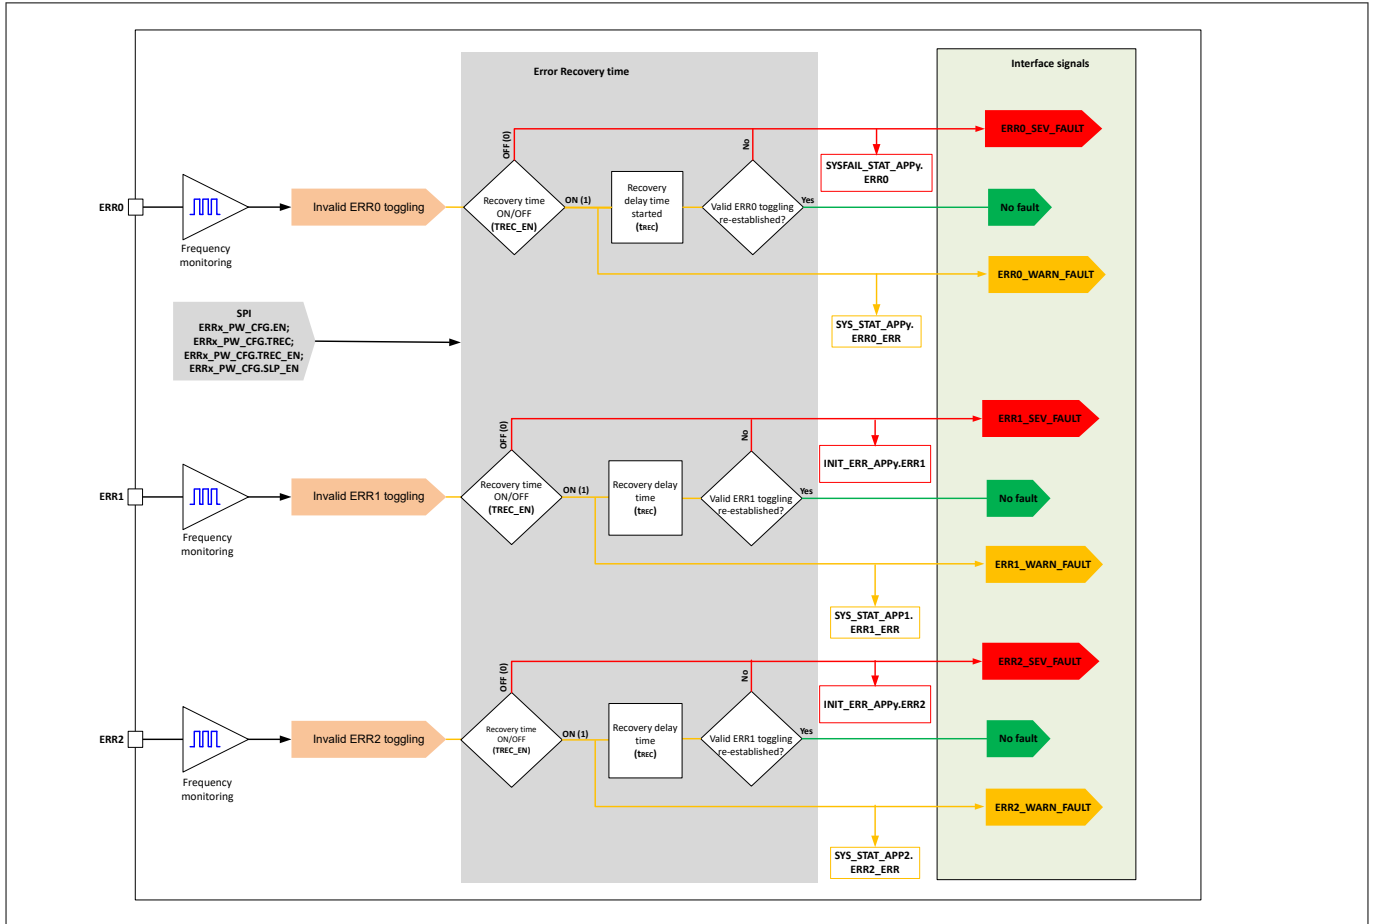 Error Recovery time
Interface signals
OFF (0)
No
ERR0_SEV_FAULT
SYSFAIL_STAT_APPy.
ERR0
ERR0
Frequency
monitoring
Invalid ERR0 toggling
Recovery time
ON/OFF
(TREC_EN)
ON (1)
Recovery
delay time
started
(tREC)
Valid ERR0 toggling
re-established?
Yes
No fault
ERR0_WARN_FAULT
SYS_STAT_APPy.
ERR0_ERR
SPI
ERRx_PW_CFG.EN;
ERRx_PW_CFG.TREC;
ERRx_PW_CFG.TREC_EN;
ERRx_PW_CFG.SLP_EN
OFF (0)
No
ERR1_SEV_FAULT
INIT_ERR_APPy.ERR1
ERR1
Frequency
monitoring
Invalid ERR1 toggling
Recovery time
ON/OFF
(TREC_EN)
ON (1)
Recovery delay
time
(tREC)
Valid ERR1 toggling
re-established?
Yes
No fault
ERR1_WARN_FAULT
SYS_STAT_APP1.
ERR1_ERR
OFF (0)
No
ERR2_SEV_FAULT
INIT_ERR_APPy.ERR2
ERR2
Frequency
monitoring
Invalid ERR2 toggling
Recovery time
ON/OFF
(TREC_EN)
ON (1)
Recovery delay
time
(tREC)
Valid ERR1 toggling
re-established?
Yes
No fault
ERR2_WARN_FAULT
SYS_STAT_APP2.
ERR2_ERR